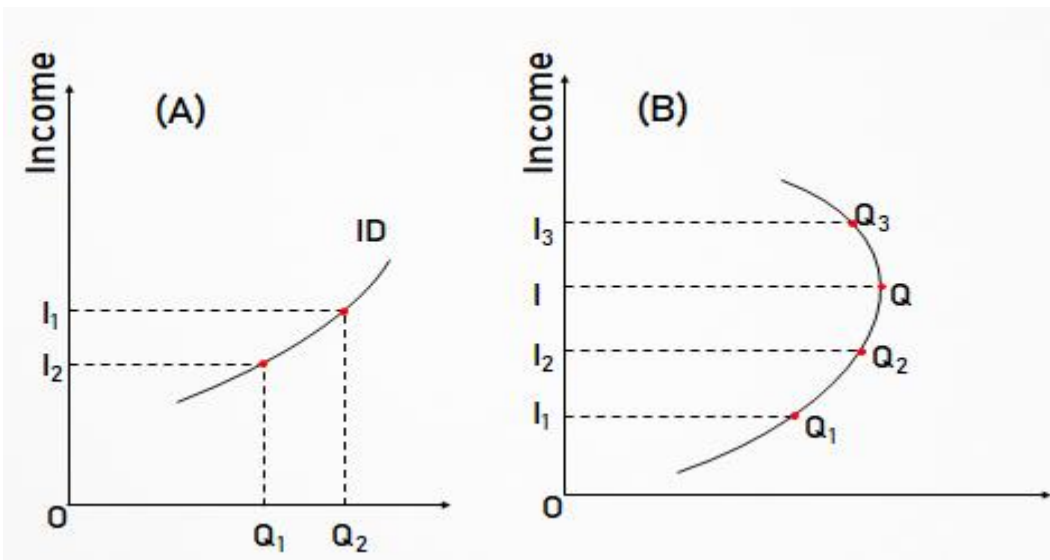 Income
(A)
ID
I₁
I₂
O
Q₁
Q₂
Income
(B)
I₃
Q₃
I
Q
I₂
Q₂
I₁
Q₁
O